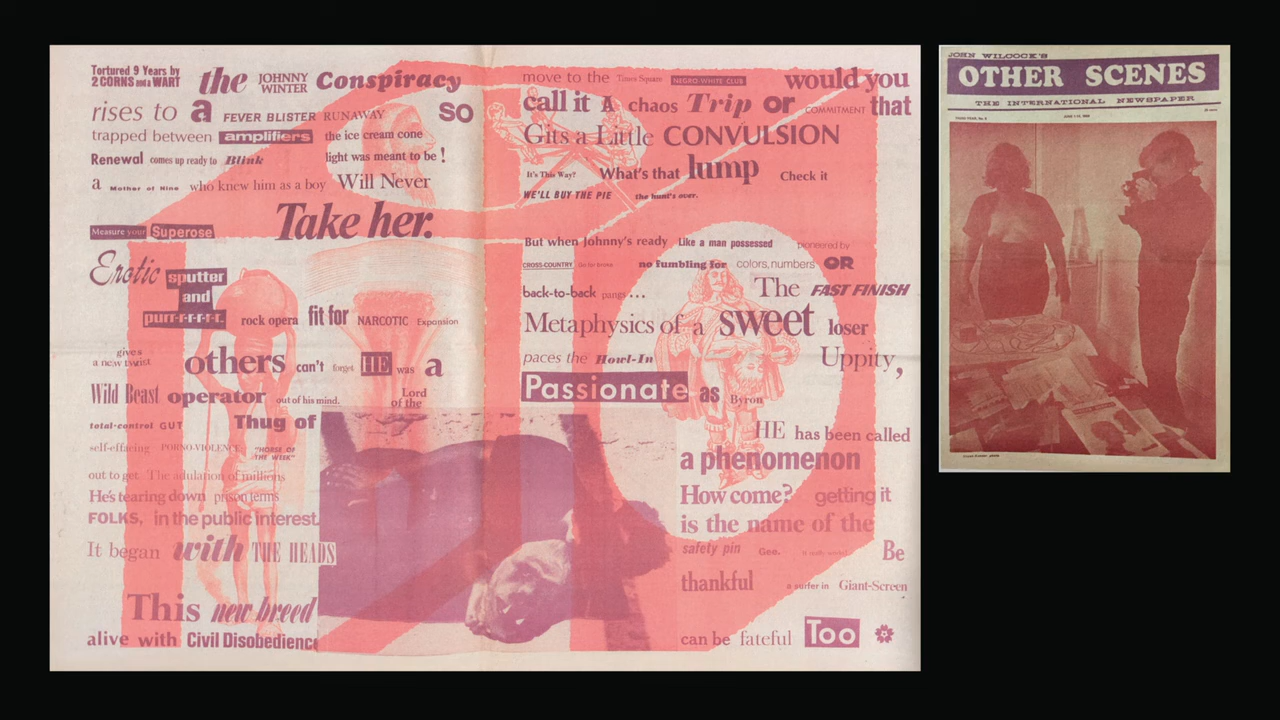 Tortured 9 Years by
2 CORNS and a WART
the JOHNNY WINTER Conspiracy
rises to a FEVER BLISTER RUNAWAY SO
trapped between amplifiers the ice cream cone
Renewal comes up ready to Blink light was meant to be!
a Mother of Nine who knew him as a boy Will Never
Take her.
Measure your Superose
Erotic sputter
and
purr-r-r-r-r. rock opera fit for NARCOTIC Expansion
gives
a new twist others can't forget HE was a
Wild Beast operator out of his mind. Lord of the
total-control GUT Thug of
self-effacing PORNO-VIOLENCE "HORSE OF THE WEEK"
out to get The adulation of millions
He's tearing down prison terms
FOLKS, in the public interest.
It began with THE HEADS
This new breed
alive with Civil Disobedience
move to the Times Square NEGRO-WHITE CLUB would you
call it A chaos Trip or COMMITMENT that
Gits a Little CONVULSION
It's This Way? What's that lump Check it
WE'LL BUY THE PIE the hunt's over.
But when Johnny's ready Like a man possessed pioneered by
CROSS-COUNTRY no fumbling for colors, numbers OR
back-to-back pangs... The FAST FINISH
Metaphysics of a sweet loser
paces the Howl-In Uppity,
Passionate as Byron
HE has been called
a phenomenon
How come? getting it
is the name of the
safety pin Gee. it really works! Be
thankful a surfer in Giant-Screen
can be fateful Too
JOHN WILCOCK'S
OTHER SCENES
THE INTERNATIONAL NEWSPAPER